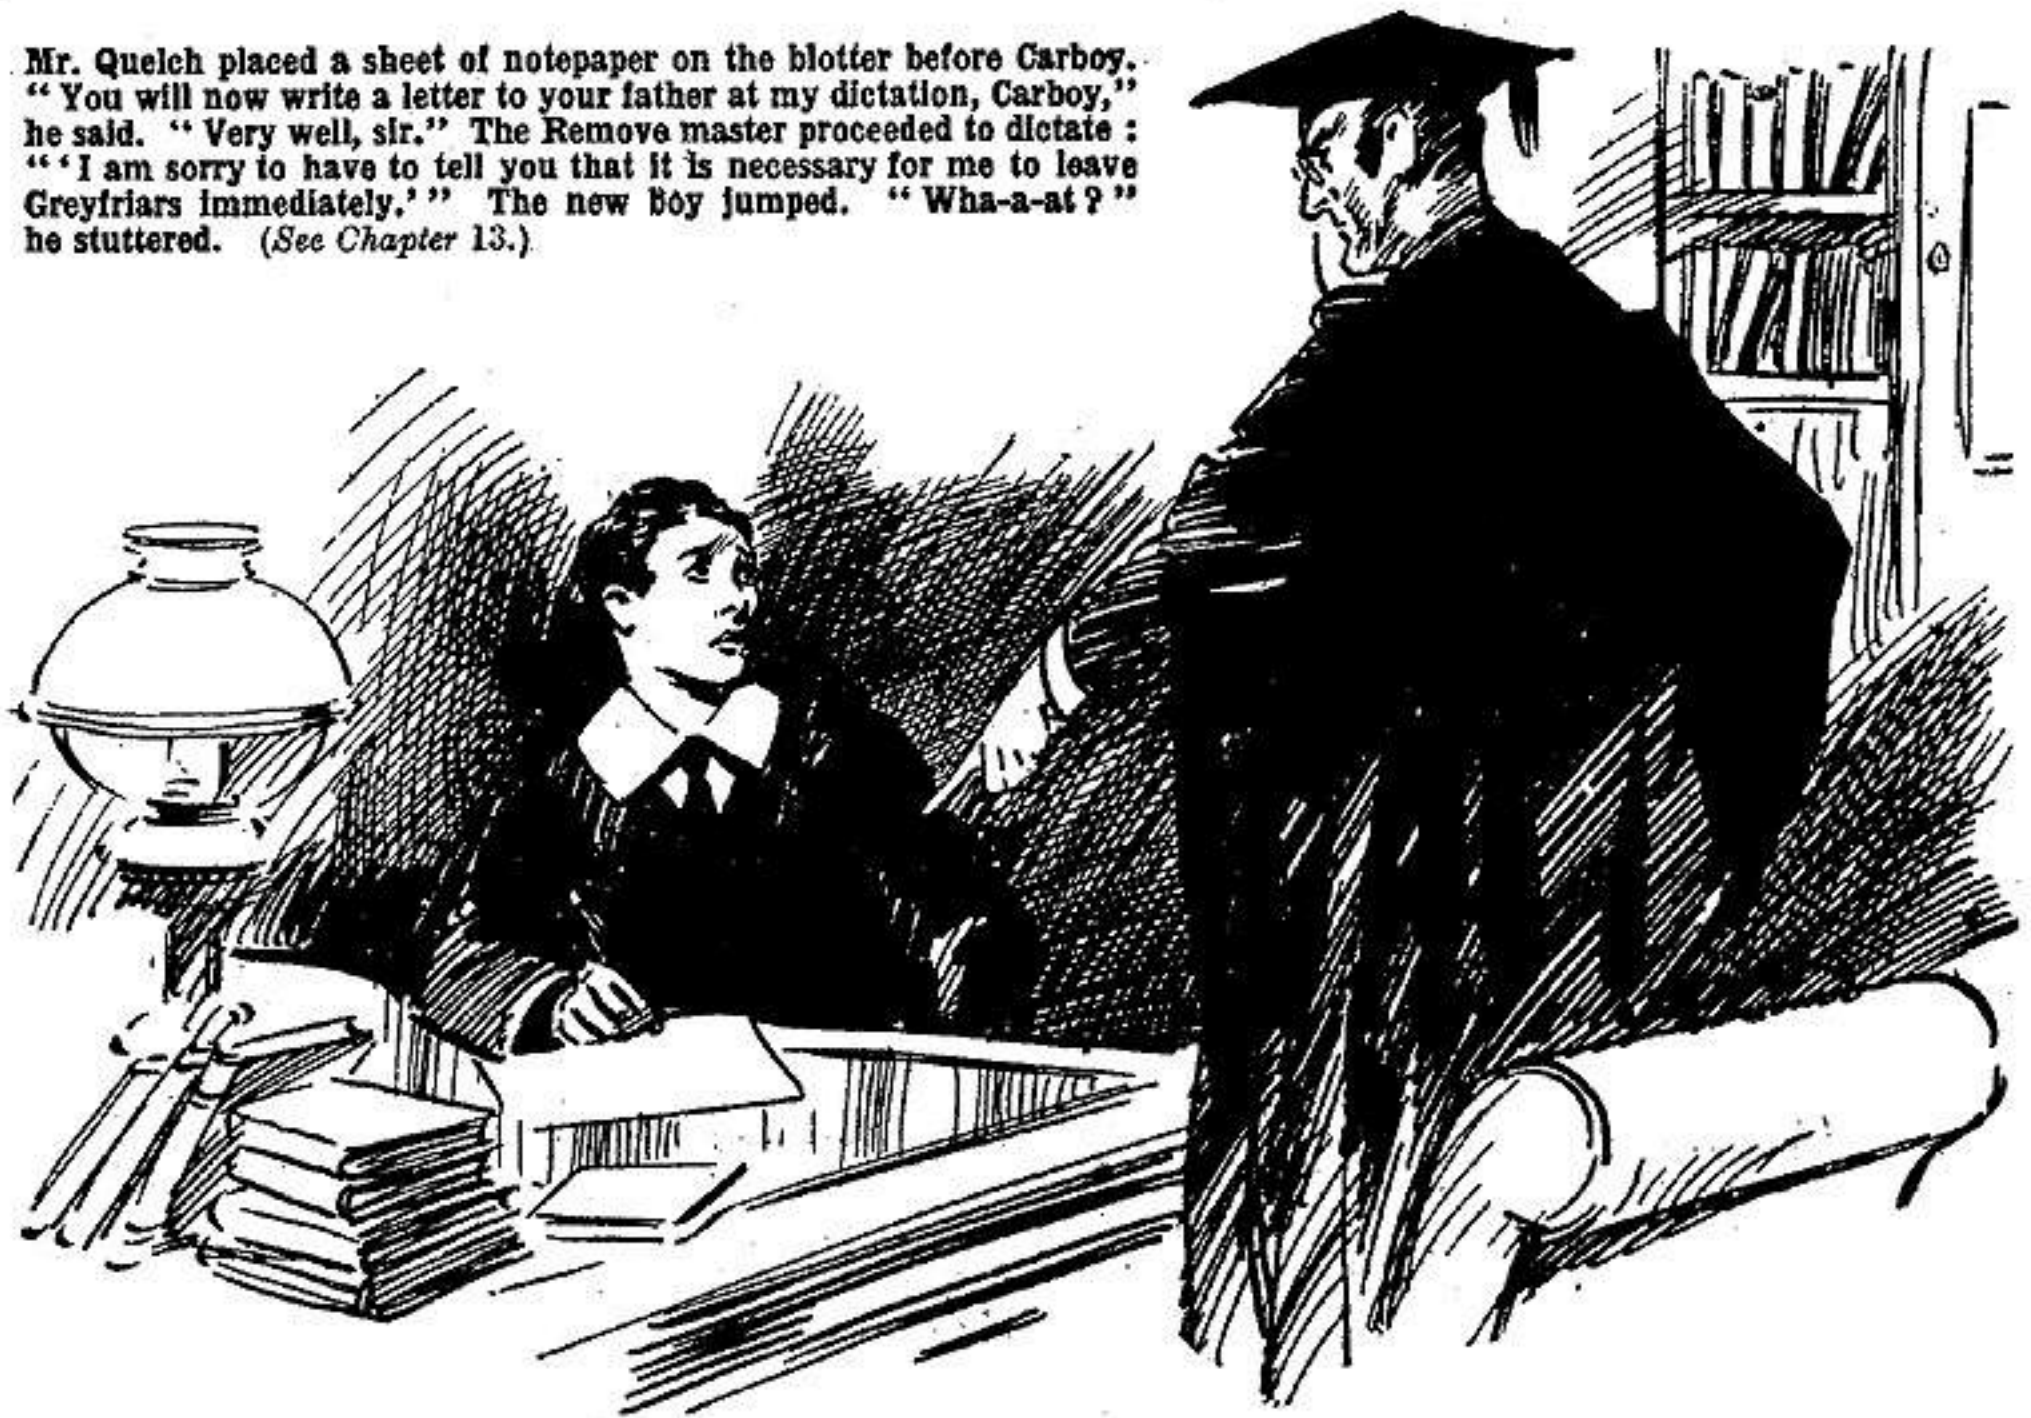 Mr. Quelch placed a sheet of notepaper on the blotter before Carboy.
“ You will now write a letter to your father at my dictation, Carboy,”
he said. “ Very well, sir.” The Remove master proceeded to dictate :
“ ‘ I am sorry to have to tell you that it is necessary for me to leave
Greyfriars immediately.’ ” The new boy jumped. “ Wha-a-at ? ”
he stuttered. (See Chapter 13.)